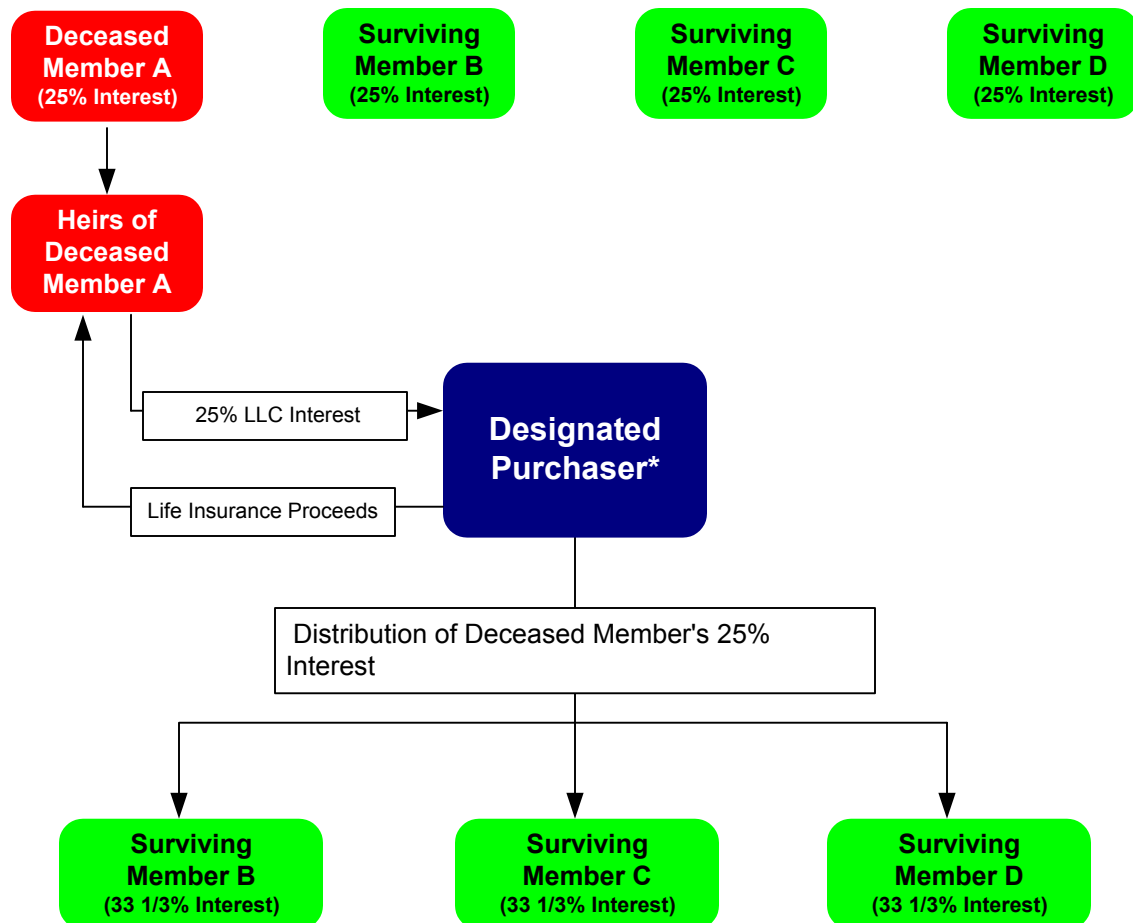 Deceased
Member A
(25% Interest)
Surviving
Member B
(25% Interest)
Surviving
Member C
(25% Interest)
Surviving
Member D
(25% Interest)
Heirs of
Deceased
Member A
25% LLC Interest
Life Insurance Proceeds
Designated
Purchaser*
Distribution of Deceased Member's 25%
Interest
Surviving
Member B
(33 1/3% Interest)
Surviving
Member C
(33 1/3% Interest)
Surviving
Member D
(33 1/3% Interest)